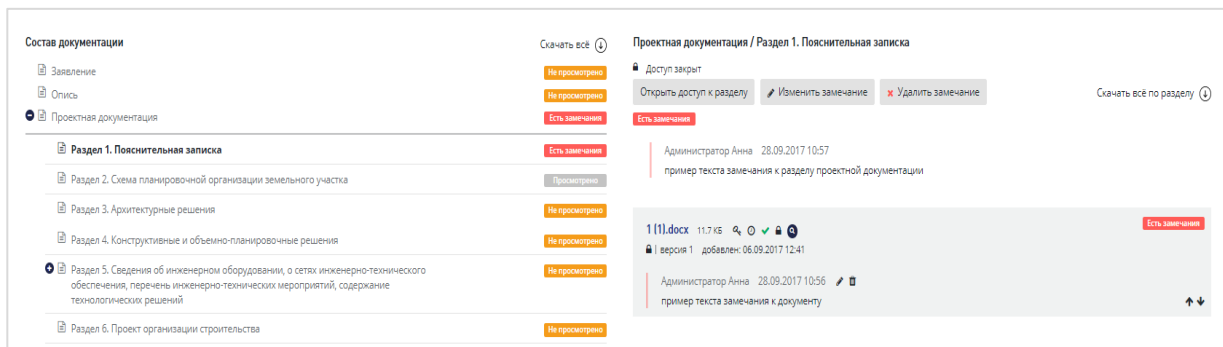 Состав документации
Скачать всё
Заявление
Не просмотрено
Опись
Не просмотрено
Проектная документация
Есть замечания
Раздел 1. Пояснительная записка
Есть замечания
Раздел 2. Схема планировочной организации земельного участка
Просмотрено
Раздел 3. Архитектурные решения
Не просмотрено
Раздел 4. Конструктивные и объемно-планировочные решения
Не просмотрено
Раздел 5. Сведения об инженерном оборудовании, о сетях инженерно-технического
Не просмотрено
обеспечения, перечень инженерно-технических мероприятий, содержание
технологических решений
Раздел 6. Проект организации строительства
Не просмотрено
Проектная документация / Раздел 1. Пояснительная записка
Доступ закрыт
Открыть доступ к разделу
Изменить замечание
Удалить замечание
Скачать всё по разделу
Есть замечания
Администратор Анна 28.09.2017 10:57
пример текста замечания к разделу проектной документации
1 (1).docx 11.7 КБ
Есть замечания
| версия 1 добавлен: 06.09.2017 12:41
Администратор Анна 28.09.2017 10:56
пример текста замечания к документу